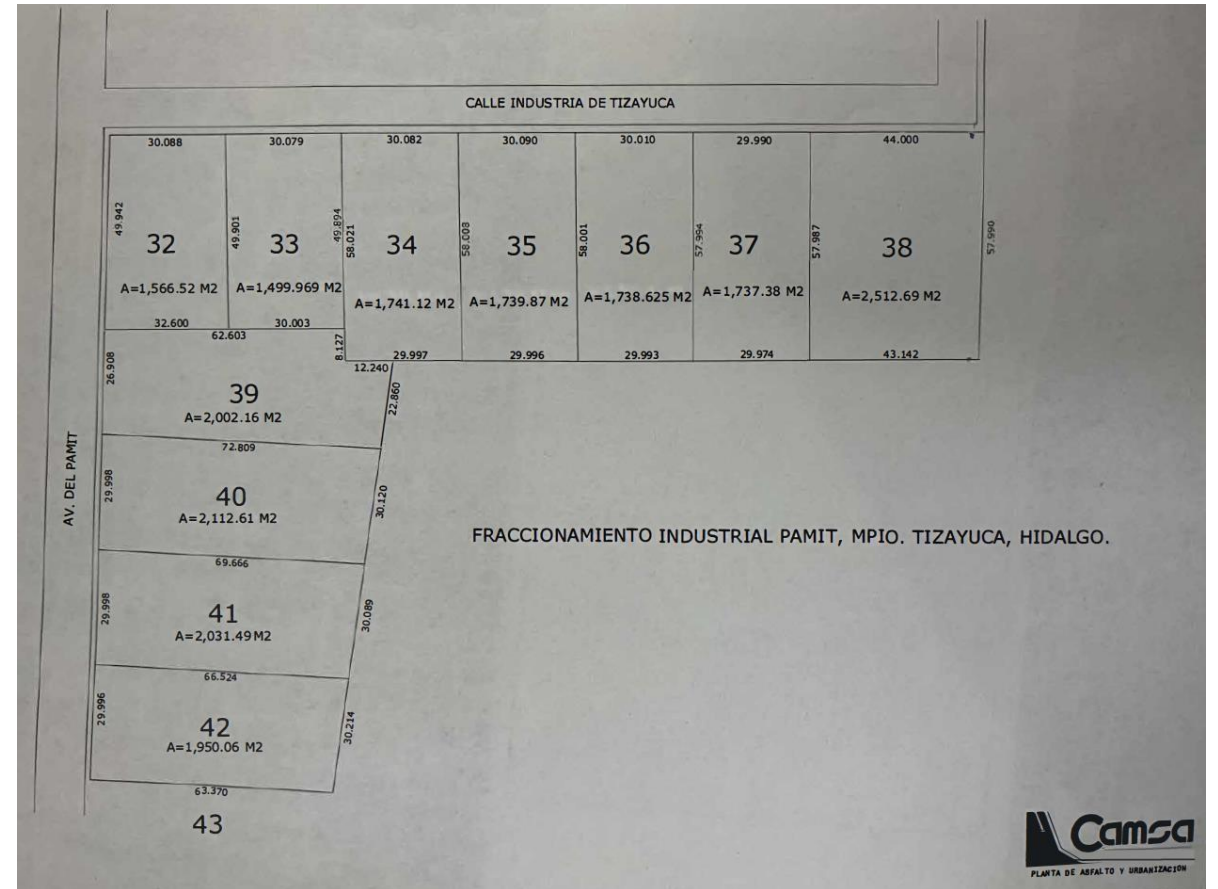 CALLE INDUSTRIA DE TIZAYUCA
30.088 30.079 30.082 30.090 30.010 29.990 44.000
49.942 49.901 49.894 58.021 58.008 58.001 57.994 57.987 57.990
32 33 34 35 36 37 38
A=1,566.52 M2 A=1,499.969 M2 A=1,741.12 M2 A=1,739.87 M2 A=1,738.625 M2 A=1,737.38 M2 A=2,512.69 M2
32.600 30.003
62.603
8.127
29.997 29.996 29.993 29.974 43.142
12.240
26.908
22.860
39
A=2,002.16 M2
72.809
AV. DEL PAMIT
29.998
30.120
40
A=2,112.61 M2
FRACCIONAMIENTO INDUSTRIAL PAMIT, MPIO. TIZAYUCA, HIDALGO.
69.666
29.998
30.089
41
A=2,031.49 M2
66.524
29.996
30.214
42
A=1,950.06 M2
63.370
43
Camsa
PLANTA DE ASFALTO Y URBANIZACION